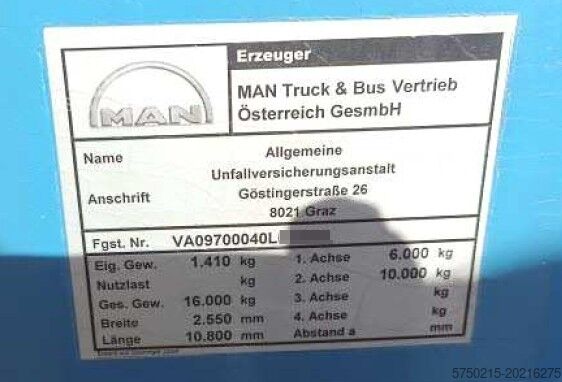 MAN
Erzeuger
MAN Truck & Bus Vertrieb
Österreich GesmbH
Name Allgemeine
Unfallversicherungsanstalt
Anschrift Göstingerstraße 26
8021 Graz
Fgst. Nr. VA09700040L
Eig. Gew. 1.410 kg 1. Achse 6.000 kg
Nutzlast kg 2. Achse 10.000 kg
Ges. Gew. 16.000 kg 3. Achse kg
Breite 2.550 mm 4. Achse kg
Länge 10.800 mm Abstand a mm
5750215-20216275